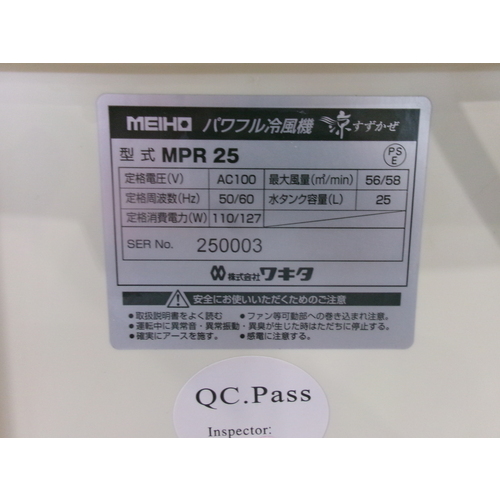 MEIHO パワフル冷風機 涼すずかぜ
型式 MPR 25
PS E
定格電圧(V) AC100 最大風量(㎥/min) 56/58
定格周波数(Hz) 50/60 水タンク容量(L) 25
定格消費電力(W) 110/127
SER No. 250003
株式会社ワキタ
安全にお使いいただくためのご注意
●取扱説明書をよく読む ●ファン等可動部への巻き込まれ注意。
●運転中に異常音・異常振動・異臭が生じた時はただちに停止する。
●確実にアースを施す。 ●感電に注意する。
QC.Pass
Inspector: